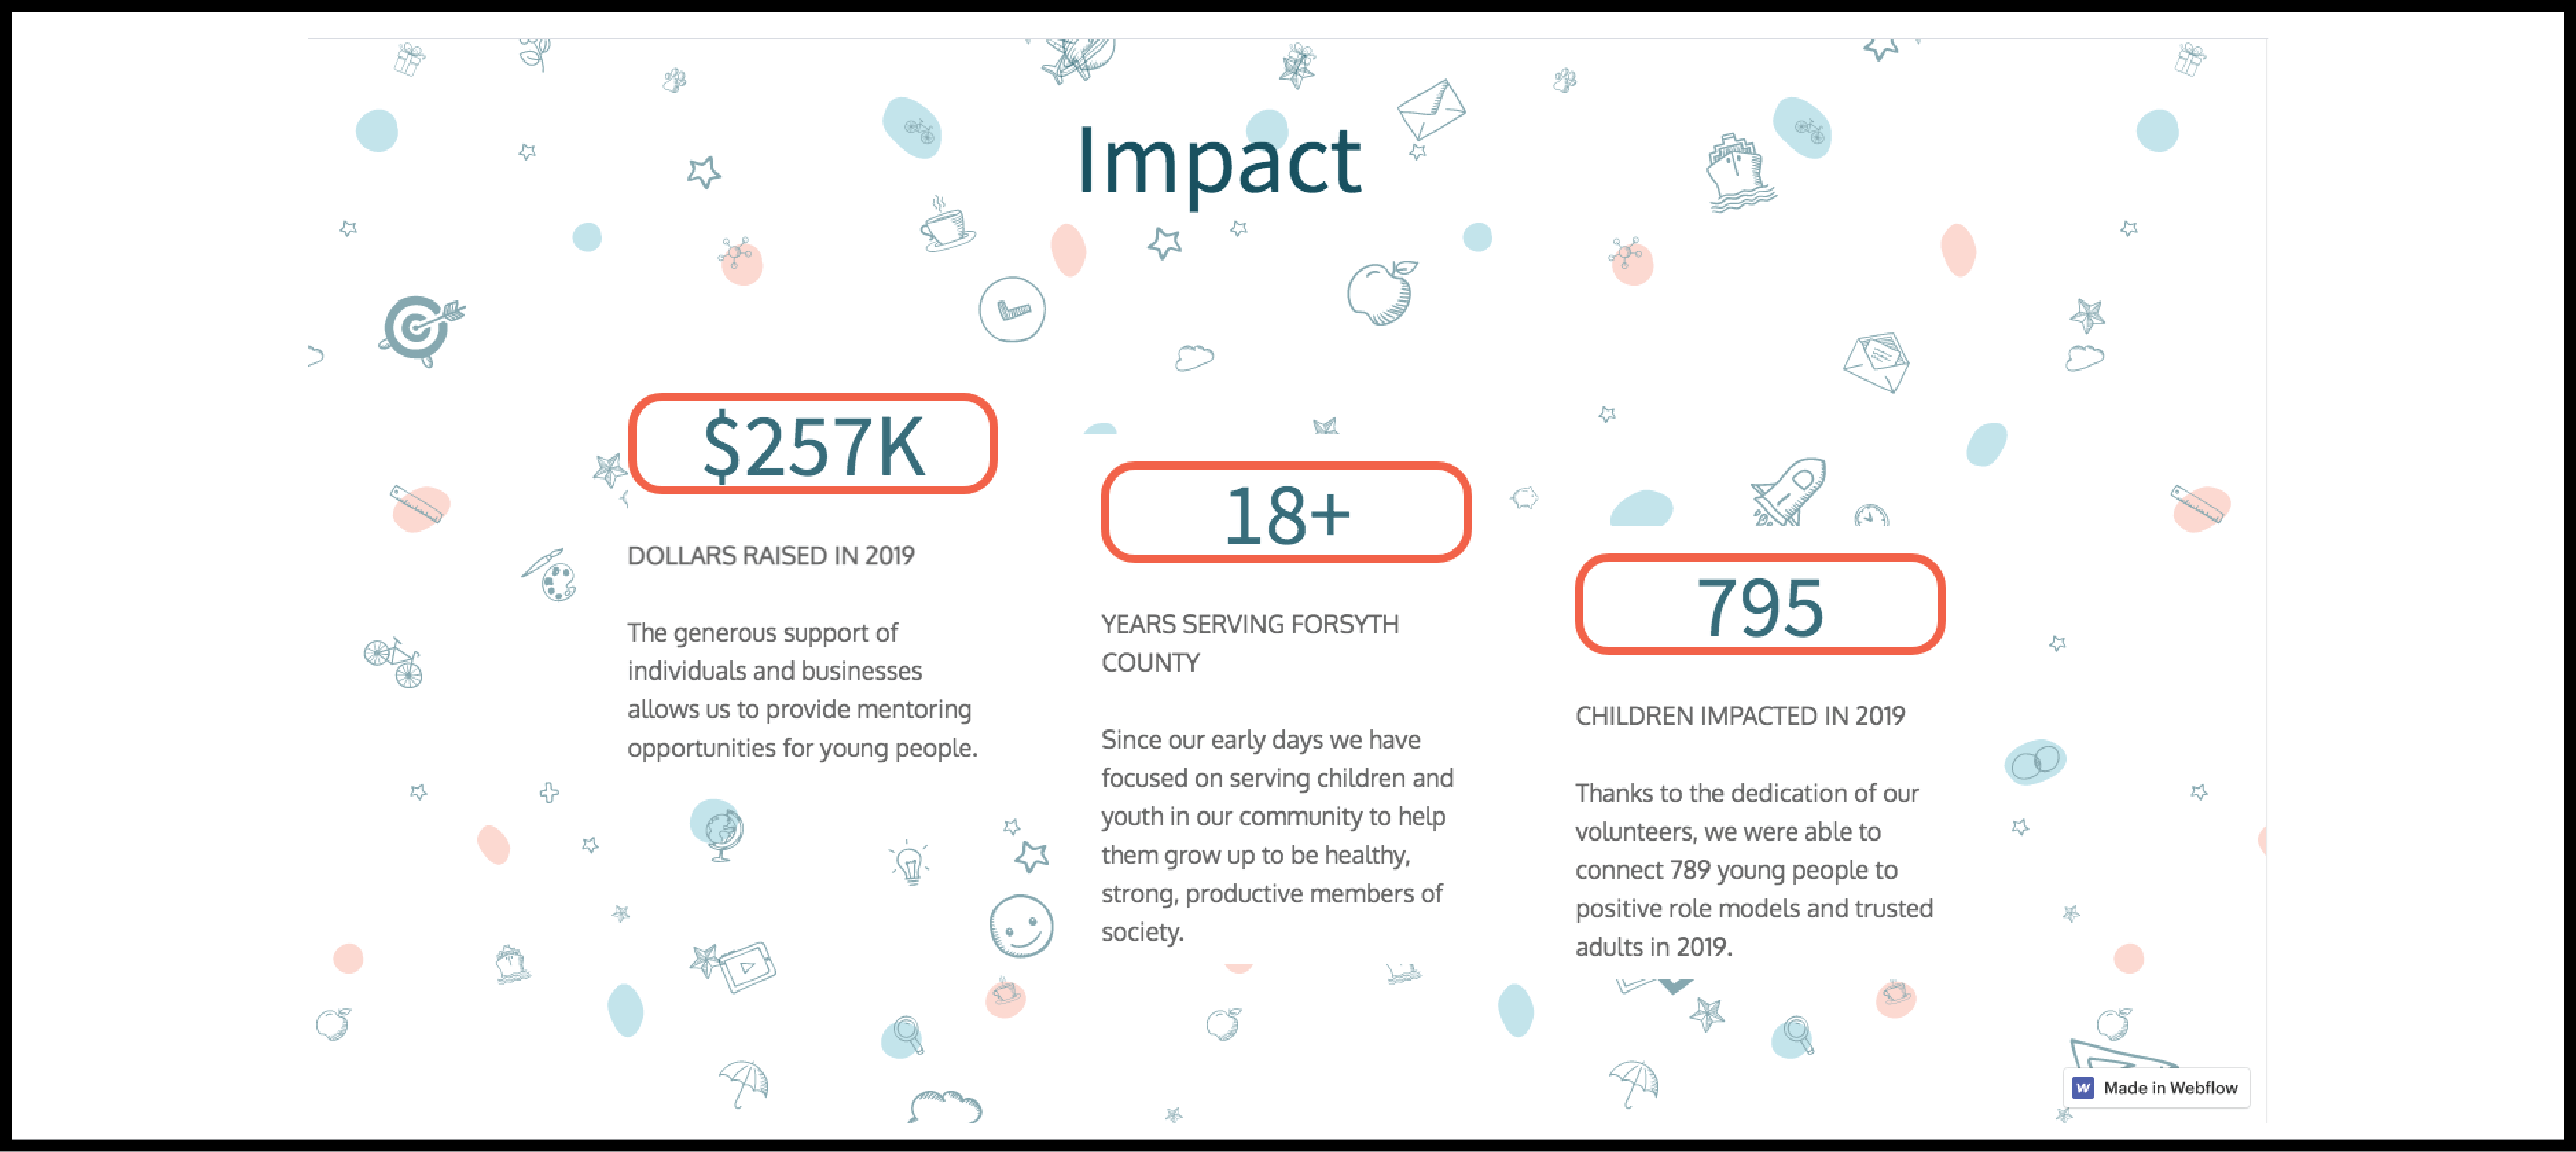 Impact
$257K
DOLLARS RAISED IN 2019
The generous support of
individuals and businesses
allows us to provide mentoring
opportunities for young people.
18+
YEARS SERVING FORSYTH
COUNTY
Since our early days we have
focused on serving children and
youth in our community to help
them grow up to be healthy,
strong, productive members of
society.
795
CHILDREN IMPACTED IN 2019
Thanks to the dedication of our
volunteers, we were able to
connect 789 young people to
positive role models and trusted
adults in 2019.
W Made in Webflow